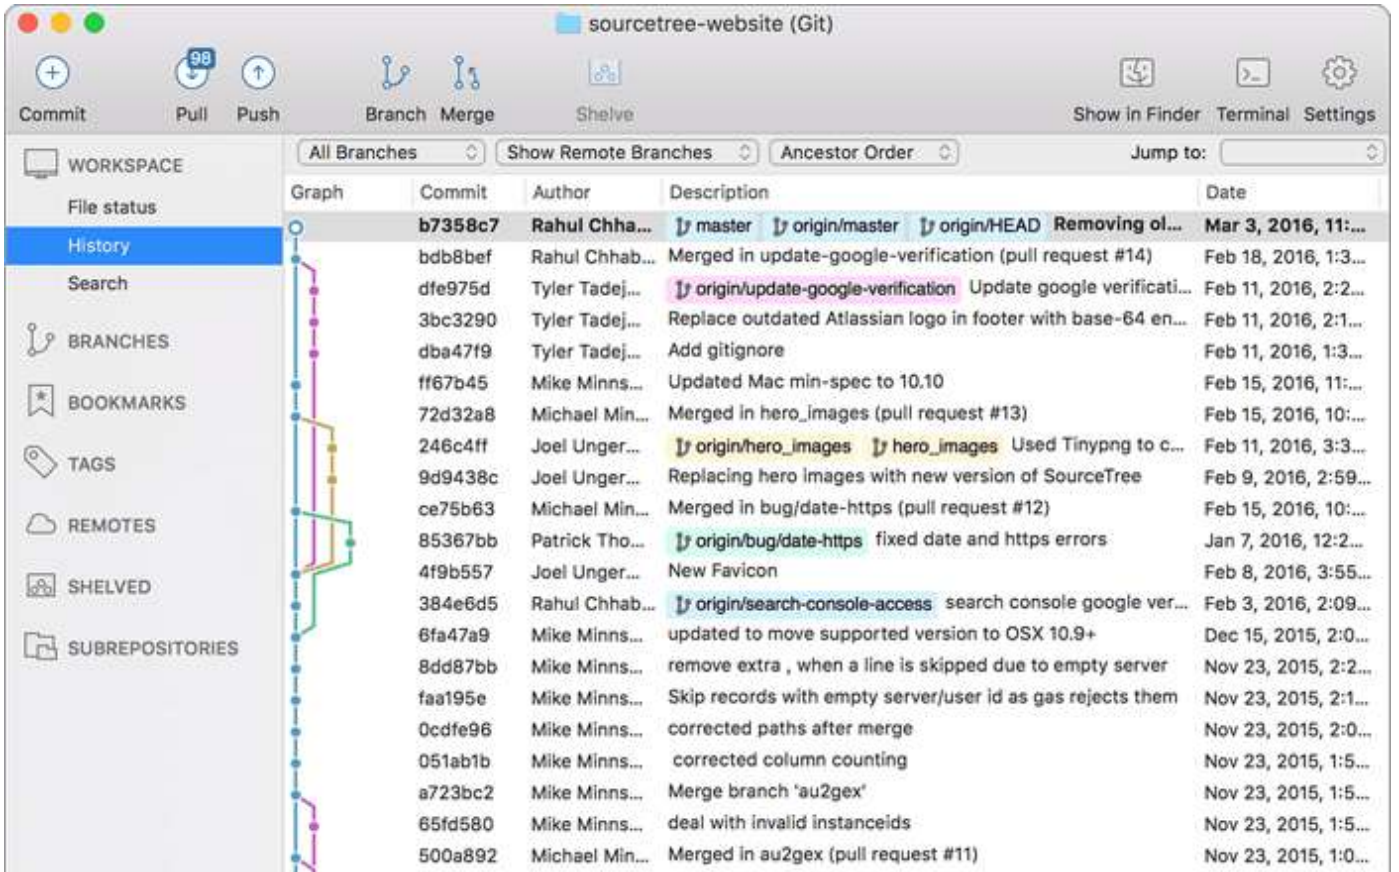 sourcetree-website (Git)
98
Commit Pull Push Branch Merge Shelve Show in Finder Terminal Settings
All Branches Show Remote Branches Ancestor Order Jump to:
WORKSPACE
File status
History
Search
BRANCHES
BOOKMARKS
TAGS
REMOTES
SHELVED
SUBREPOSITORIES
Graph Commit Author Description Date
b7358c7 Rahul Chha... master origin/master origin/HEAD Removing ol... Mar 3, 2016, 11:...
bdb8bef Rahul Chhab... Merged in update-google-verification (pull request #14) Feb 18, 2016, 1:3...
dfe975d Tyler Tadej... origin/update-google-verification Update google verificati... Feb 11, 2016, 2:2...
3bc3290 Tyler Tadej... Replace outdated Atlassian logo in footer with base-64 en... Feb 11, 2016, 2:1...
dba47f9 Tyler Tadej... Add gitignore Feb 11, 2016, 1:3...
ff67b45 Mike Minns... Updated Mac min-spec to 10.10 Feb 15, 2016, 11:...
72d32a8 Michael Min... Merged in hero_images (pull request #13) Feb 15, 2016, 10:...
246c4ff Joel Unger... origin/hero_images hero_images Used Tinypng to c... Feb 11, 2016, 3:3...
9d9438c Joel Unger... Replacing hero images with new version of SourceTree Feb 9, 2016, 2:59...
ce75b63 Michael Min... Merged in bug/date-https (pull request #12) Feb 15, 2016, 10:...
85367bb Patrick Tho... origin/bug/date-https fixed date and https errors Jan 7, 2016, 12:2...
4f9b557 Joel Unger... New Favicon Feb 8, 2016, 3:55...
384e6d5 Rahul Chhab... origin/search-console-access search console google ver... Feb 3, 2016, 2:09...
6fa47a9 Mike Minns... updated to move supported version to OSX 10.9+ Dec 15, 2015, 2:0...
8dd87bb Mike Minns... remove extra , when a line is skipped due to empty server Nov 23, 2015, 2:2...
faa195e Mike Minns... Skip records with empty server/user id as gas rejects them Nov 23, 2015, 2:1...
0cdfe96 Mike Minns... corrected paths after merge Nov 23, 2015, 2:0...
051ab1b Mike Minns... corrected column counting Nov 23, 2015, 1:5...
a723bc2 Mike Minns... Merge branch 'au2gex' Nov 23, 2015, 1:5...
65fd580 Mike Minns... deal with invalid instanceids Nov 23, 2015, 1:5...
500a892 Michael Min... Merged in au2gex (pull request #11) Nov 23, 2015, 1:0...